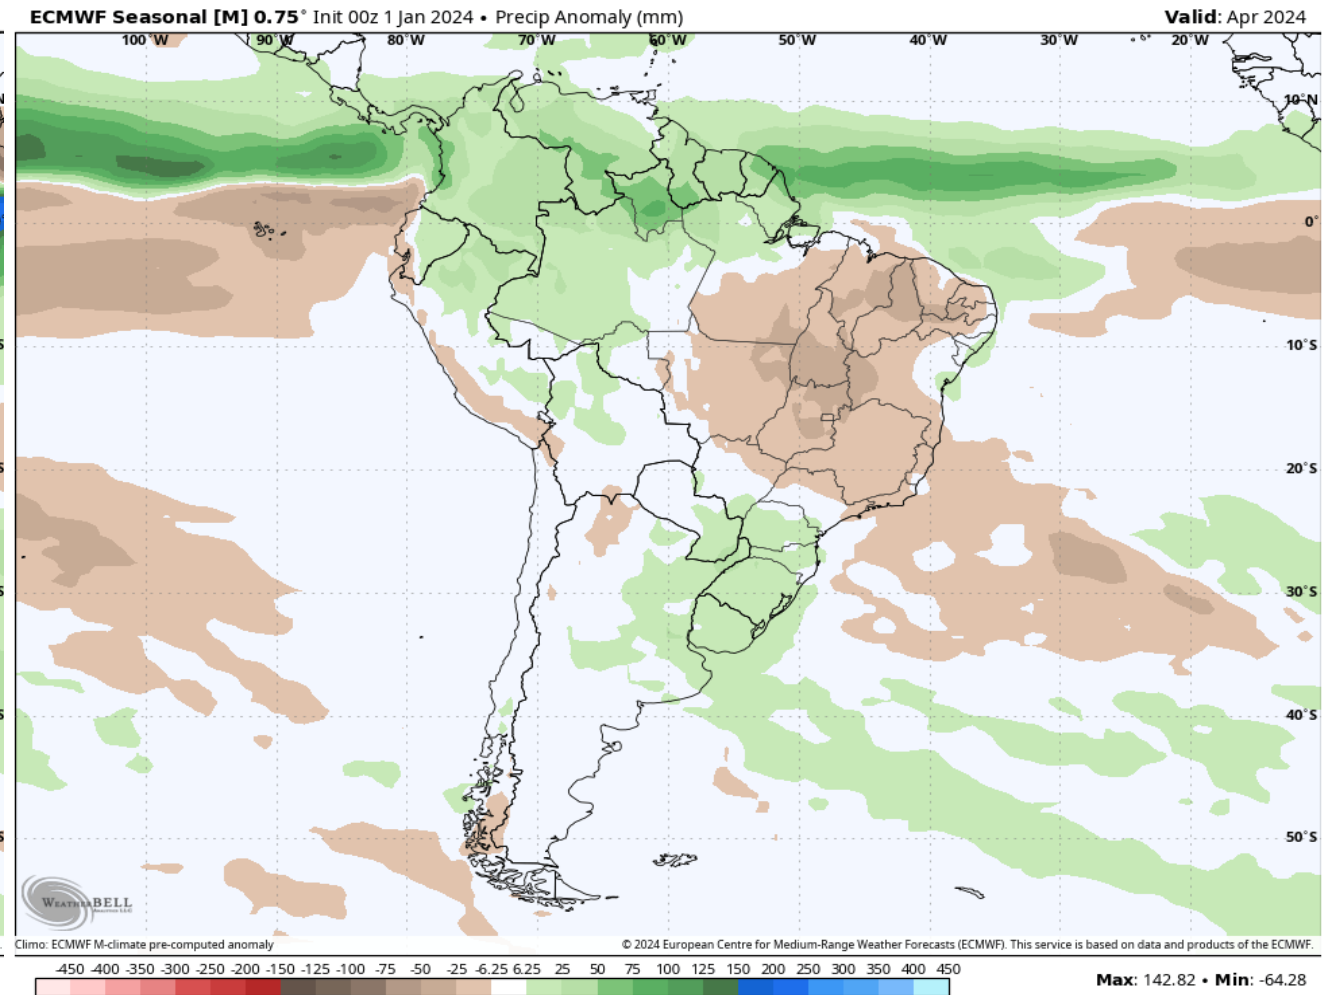 ECMWF Seasonal [M] 0.75° Init 00z 1 Jan 2024 • Precip Anomaly (mm)
Valid: Apr 2024
100°W 90°W 80°W 70°W 60°W 50°W 40°W 30°W 20°W
10°N
0°
10°S
20°S
30°S
40°S
50°S
WEATHERBELL
Analytics LLC
Climo: ECMWF M-climate pre-computed anomaly
© 2024 European Centre for Medium-Range Weather Forecasts (ECMWF). This service is based on data and products of the ECMWF.
-450 -400 -350 -300 -250 -200 -150 -125 -100 -75 -50 -25 -6.25 6.25 25 50 75 100 125 150 200 250 300 350 400 450
Max: 142.82 • Min: -64.28